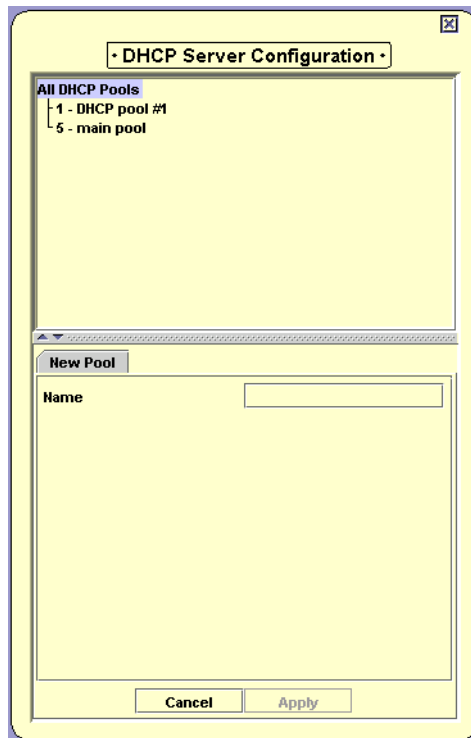 • DHCP Server Configuration •
All DHCP Pools
1 - DHCP pool #1
5 - main pool
New Pool
Name
Cancel
Apply